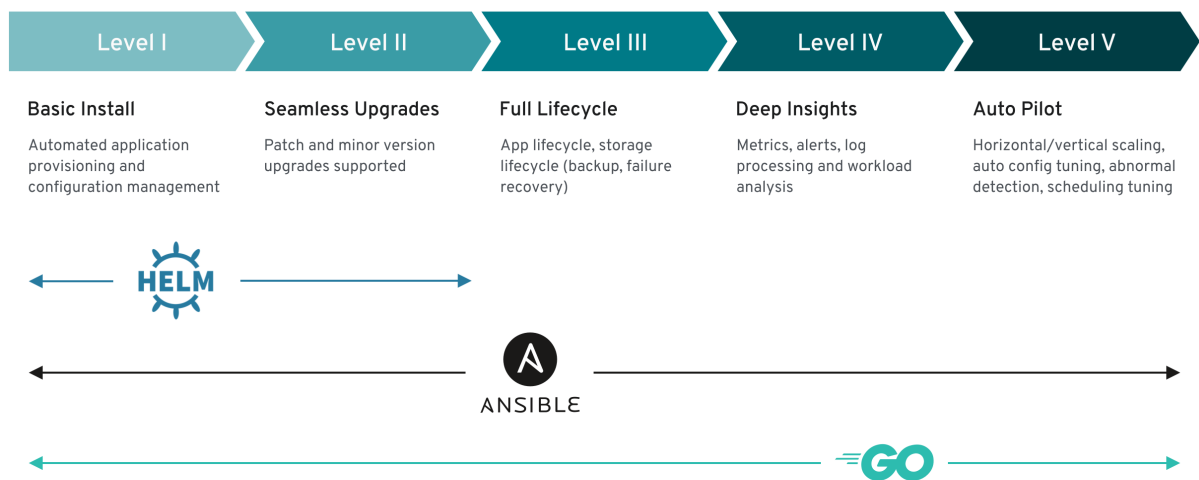 Level I
Level II
Level III
Level IV
Level V
Basic Install
Automated application
provisioning and
configuration management
Seamless Upgrades
Patch and minor version
upgrades supported
Full Lifecycle
App lifecycle, storage
lifecycle (backup, failure
recovery)
Deep Insights
Metrics, alerts, log
processing and workload
analysis
Auto Pilot
Horizontal/vertical scaling,
auto config tuning, abnormal
detection, scheduling tuning
HELM
A
ANSIBLE
GO